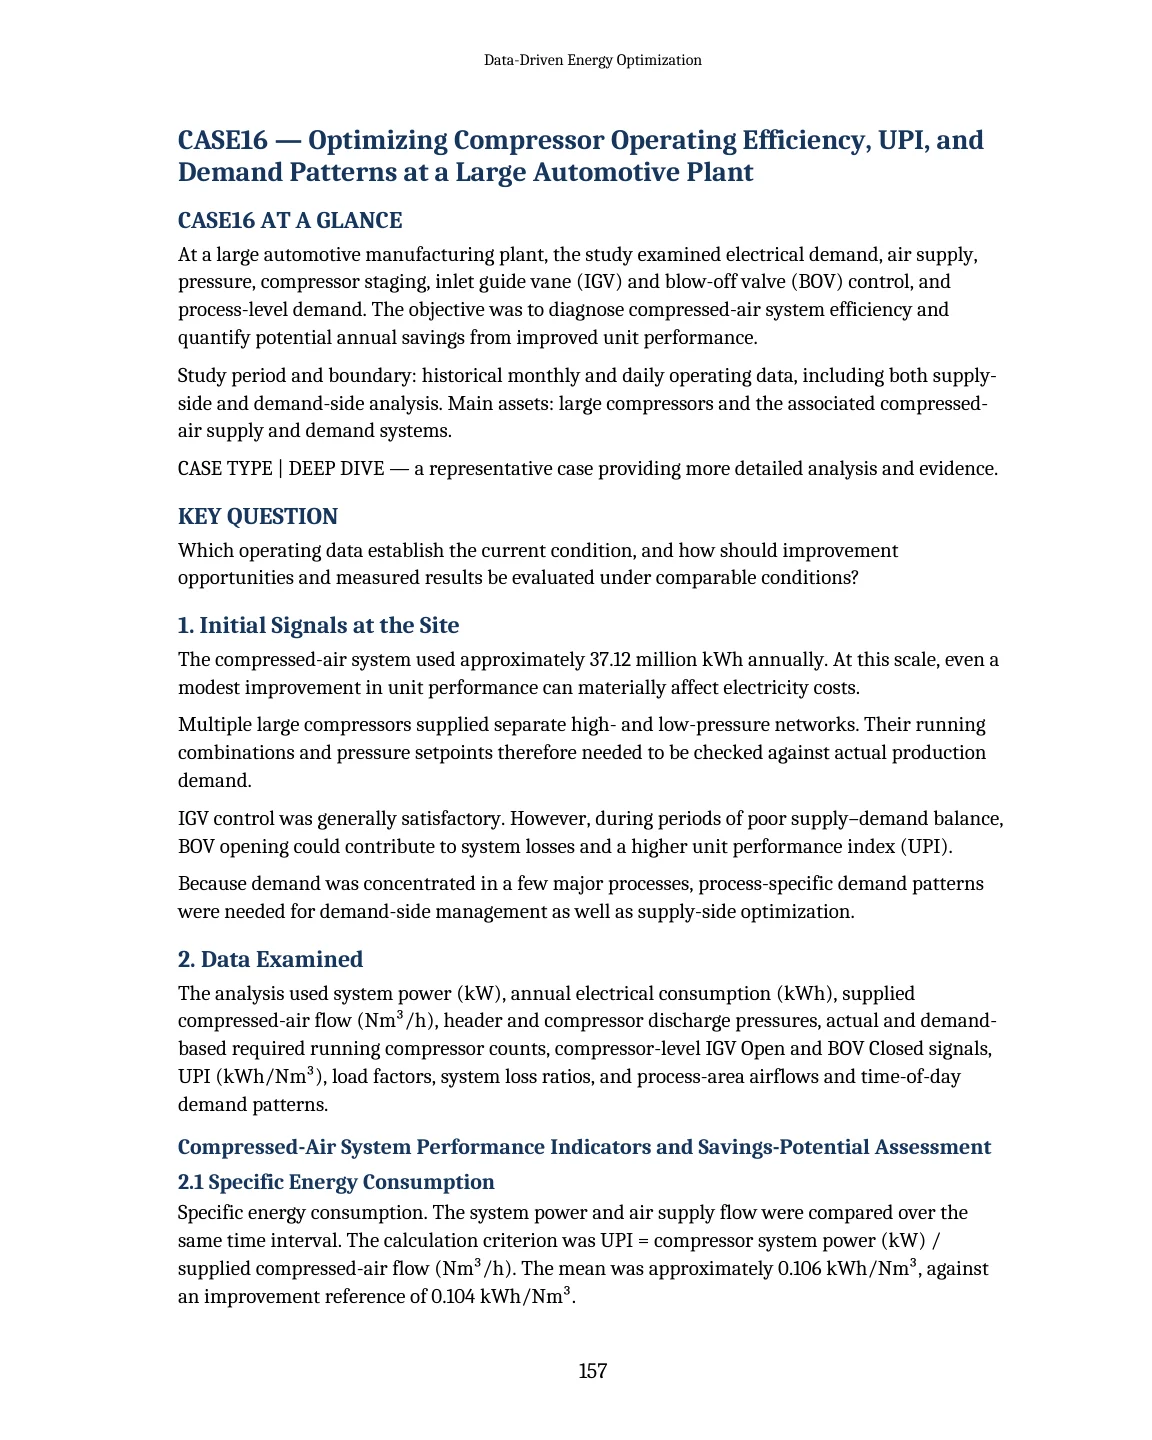 Data-Driven Energy Optimization
CASE16 — Optimizing Compressor Operating Efficiency, UPI, and
Demand Patterns at a Large Automotive Plant
CASE16 AT A GLANCE
At a large automotive manufacturing plant, the study examined electrical demand, air supply,
pressure, compressor staging, inlet guide vane (IGV) and blow-off valve (BOV) control, and
process-level demand. The objective was to diagnose compressed-air system efficiency and
quantify potential annual savings from improved unit performance.
Study period and boundary: historical monthly and daily operating data, including both supply-
side and demand-side analysis. Main assets: large compressors and the associated compressed-
air supply and demand systems.
CASE TYPE | DEEP DIVE — a representative case providing more detailed analysis and evidence.
KEY QUESTION
Which operating data establish the current condition, and how should improvement
opportunities and measured results be evaluated under comparable conditions?
1. Initial Signals at the Site
The compressed-air system used approximately 37.12 million kWh annually. At this scale, even a
modest improvement in unit performance can materially affect electricity costs.
Multiple large compressors supplied separate high- and low-pressure networks. Their running
combinations and pressure setpoints therefore needed to be checked against actual production
demand.
IGV control was generally satisfactory. However, during periods of poor supply–demand balance,
BOV opening could contribute to system losses and a higher unit performance index (UPI).
Because demand was concentrated in a few major processes, process-specific demand patterns
were needed for demand-side management as well as supply-side optimization.
2. Data Examined
The analysis used system power (kW), annual electrical consumption (kWh), supplied
compressed-air flow (Nm³/h), header and compressor discharge pressures, actual and demand-
based required running compressor counts, compressor-level IGV Open and BOV Closed signals,
UPI (kWh/Nm³), load factors, system loss ratios, and process-area airflows and time-of-day
demand patterns.
Compressed-Air System Performance Indicators and Savings-Potential Assessment
2.1 Specific Energy Consumption
Specific energy consumption. The system power and air supply flow were compared over the
same time interval. The calculation criterion was UPI = compressor system power (kW) /
supplied compressed-air flow (Nm³/h). The mean was approximately 0.106 kWh/Nm³, against
an improvement reference of 0.104 kWh/Nm³.
157